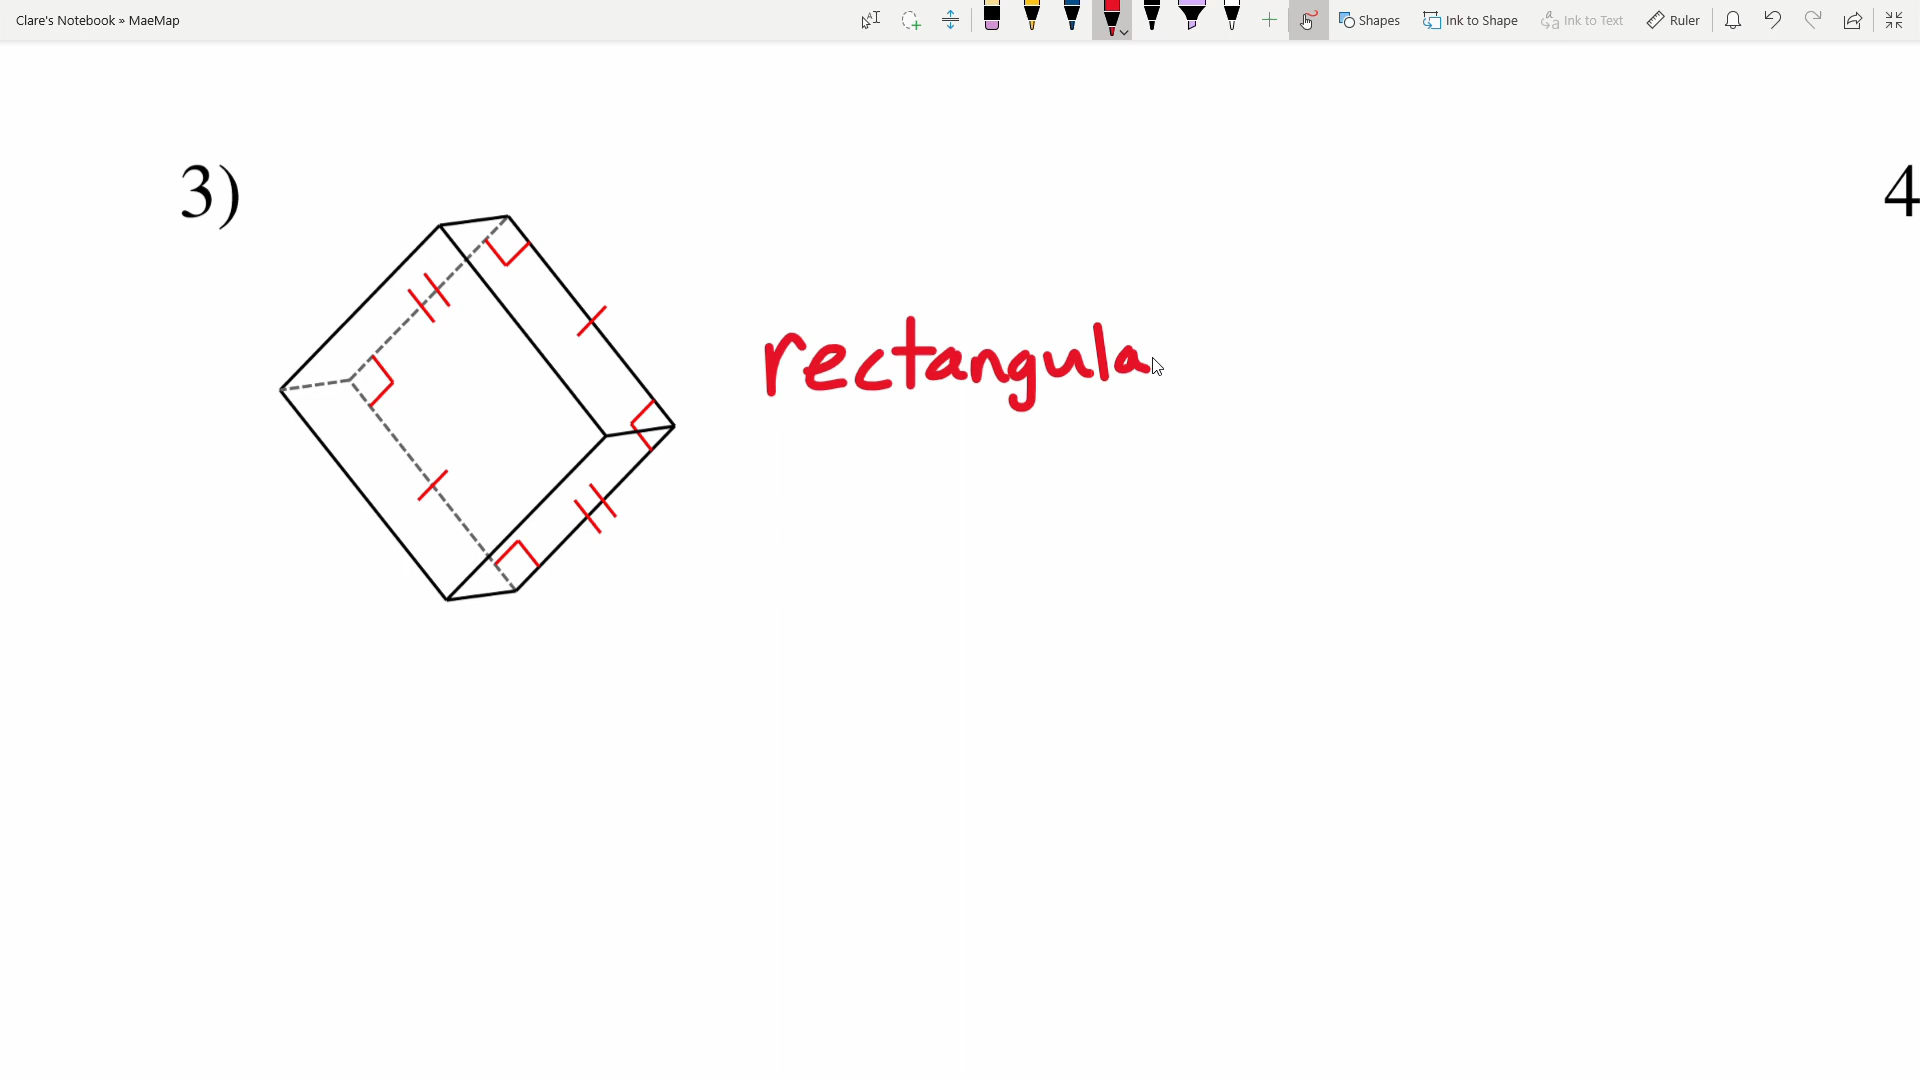 Clare's Notebook » MaeMap
Shapes
Ink to Shape
Ink to Text
Ruler
3)
4
rectangula